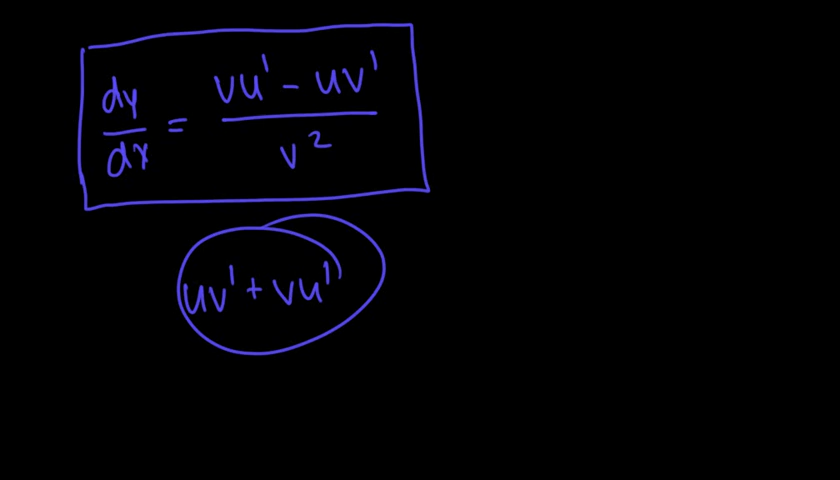 dy/dx = (vu' - uv')/v²
uv' + vu'